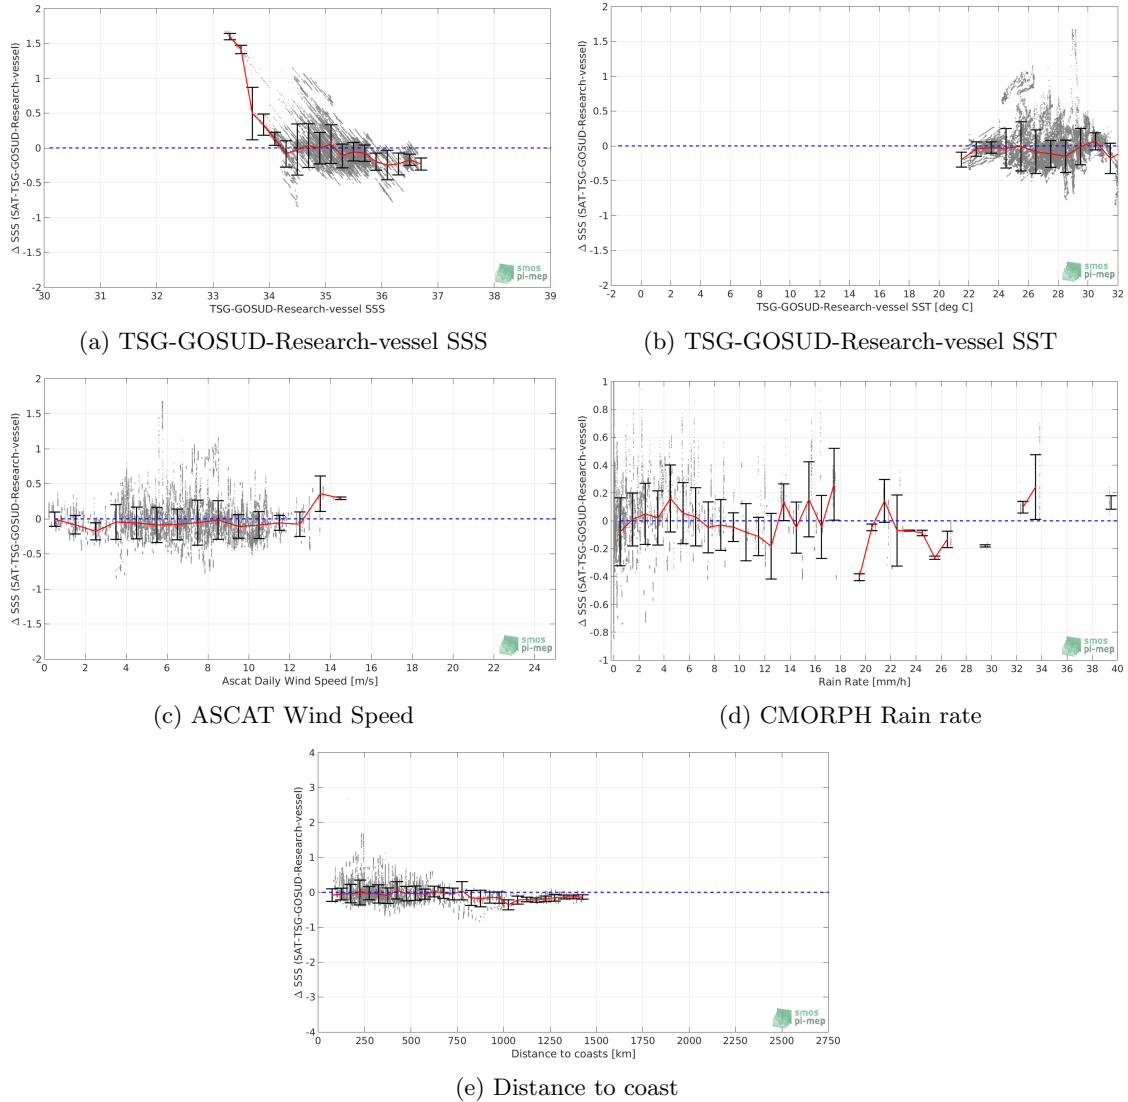 Δ SSS (SAT-TSG-GOSUD-Research-vessel)
2
1.5
1
0.5
0
-0.5
-1
-1.5
-2
30 31 32 33 34 35 36 37 38 39
TSG-GOSUD-Research-vessel SSS
smos
pi-mep
(a) TSG-GOSUD-Research-vessel SSS
Δ SSS (SAT-TSG-GOSUD-Research-vessel)
2
1.5
1
0.5
0
-0.5
-1
-1.5
-2
-2 0 2 4 6 8 10 12 14 16 18 20 22 24 26 28 30 32
TSG-GOSUD-Research-vessel SST [deg C]
smos
pi-mep
(b) TSG-GOSUD-Research-vessel SST
Δ SSS (SAT-TSG-GOSUD-Research-vessel)
2
1.5
1
0.5
0
-0.5
-1
-1.5
-2
0 2 4 6 8 10 12 14 16 18 20 22 24
Ascat Daily Wind Speed [m/s]
smos
pi-mep
(c) ASCAT Wind Speed
Δ SSS (SAT-TSG-GOSUD-Research-vessel)
1
0.8
0.6
0.4
0.2
0
-0.2
-0.4
-0.6
-0.8
-1
0 2 4 6 8 10 12 14 16 18 20 22 24 26 28 30 32 34 36 38 40
Rain Rate [mm/h]
smos
pi-mep
(d) CMORPH Rain rate
Δ SSS (SAT-TSG-GOSUD-Research-vessel)
4
3
2
1
0
-1
-2
-3
-4
0 250 500 750 1000 1250 1500 1750 2000 2250 2500 2750
Distance to coasts [km]
smos
pi-mep
(e) Distance to coast